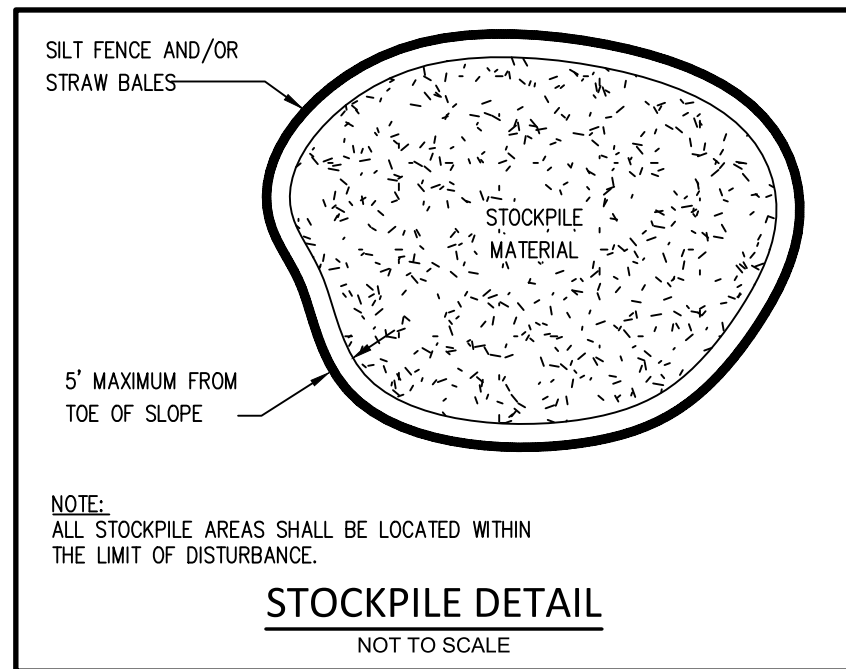 SILT FENCE AND/OR
STRAW BALES
STOCKPILE
MATERIAL
5' MAXIMUM FROM
TOE OF SLOPE
NOTE:
ALL STOCKPILE AREAS SHALL BE LOCATED WITHIN
THE LIMIT OF DISTURBANCE.
STOCKPILE DETAIL
NOT TO SCALE